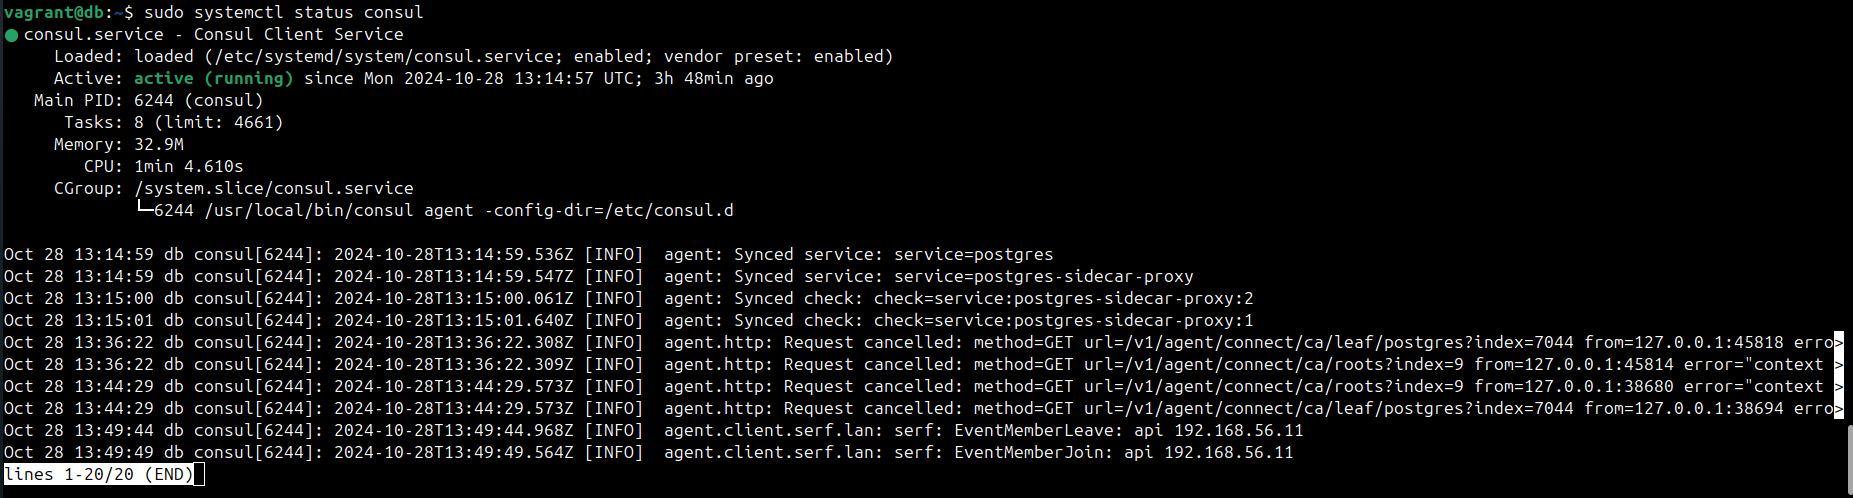 vagrant@db:~$ sudo systemctl status consul
● consul.service - Consul Client Service
     Loaded: loaded (/etc/systemd/system/consul.service; enabled; vendor preset: enabled)
     Active: active (running) since Mon 2024-10-28 13:14:57 UTC; 3h 48min ago
   Main PID: 6244 (consul)
      Tasks: 8 (limit: 4661)
     Memory: 32.9M
        CPU: 1min 4.610s
     CGroup: /system.slice/consul.service
             └─6244 /usr/local/bin/consul agent -config-dir=/etc/consul.d
Oct 28 13:14:59 db consul[6244]: 2024-10-28T13:14:59.536Z [INFO]  agent: Synced service: service=postgres
Oct 28 13:14:59 db consul[6244]: 2024-10-28T13:14:59.547Z [INFO]  agent: Synced service: service=postgres-sidecar-proxy
Oct 28 13:15:00 db consul[6244]: 2024-10-28T13:15:00.061Z [INFO]  agent: Synced check: check=service:postgres-sidecar-proxy:2
Oct 28 13:15:01 db consul[6244]: 2024-10-28T13:15:01.640Z [INFO]  agent: Synced check: check=service:postgres-sidecar-proxy:1
Oct 28 13:36:22 db consul[6244]: 2024-10-28T13:36:22.308Z [INFO]  agent.http: Request cancelled: method=GET url=/v1/agent/connect/ca/leaf/postgres?index=7044 from=127.0.0.1:45818 erro>
Oct 28 13:36:22 db consul[6244]: 2024-10-28T13:36:22.309Z [INFO]  agent.http: Request cancelled: method=GET url=/v1/agent/connect/ca/roots?index=9 from=127.0.0.1:45814 error="context >
Oct 28 13:44:29 db consul[6244]: 2024-10-28T13:44:29.573Z [INFO]  agent.http: Request cancelled: method=GET url=/v1/agent/connect/ca/roots?index=9 from=127.0.0.1:38680 error="context >
Oct 28 13:44:29 db consul[6244]: 2024-10-28T13:44:29.573Z [INFO]  agent.http: Request cancelled: method=GET url=/v1/agent/connect/ca/leaf/postgres?index=7044 from=127.0.0.1:38694 erro>
Oct 28 13:49:44 db consul[6244]: 2024-10-28T13:49:44.968Z [INFO]  agent.client.serf.lan: serf: EventMemberLeave: api 192.168.56.11
Oct 28 13:49:49 db consul[6244]: 2024-10-28T13:49:49.564Z [INFO]  agent.client.serf.lan: serf: EventMemberJoin: api 192.168.56.11
lines 1-20/20 (END)